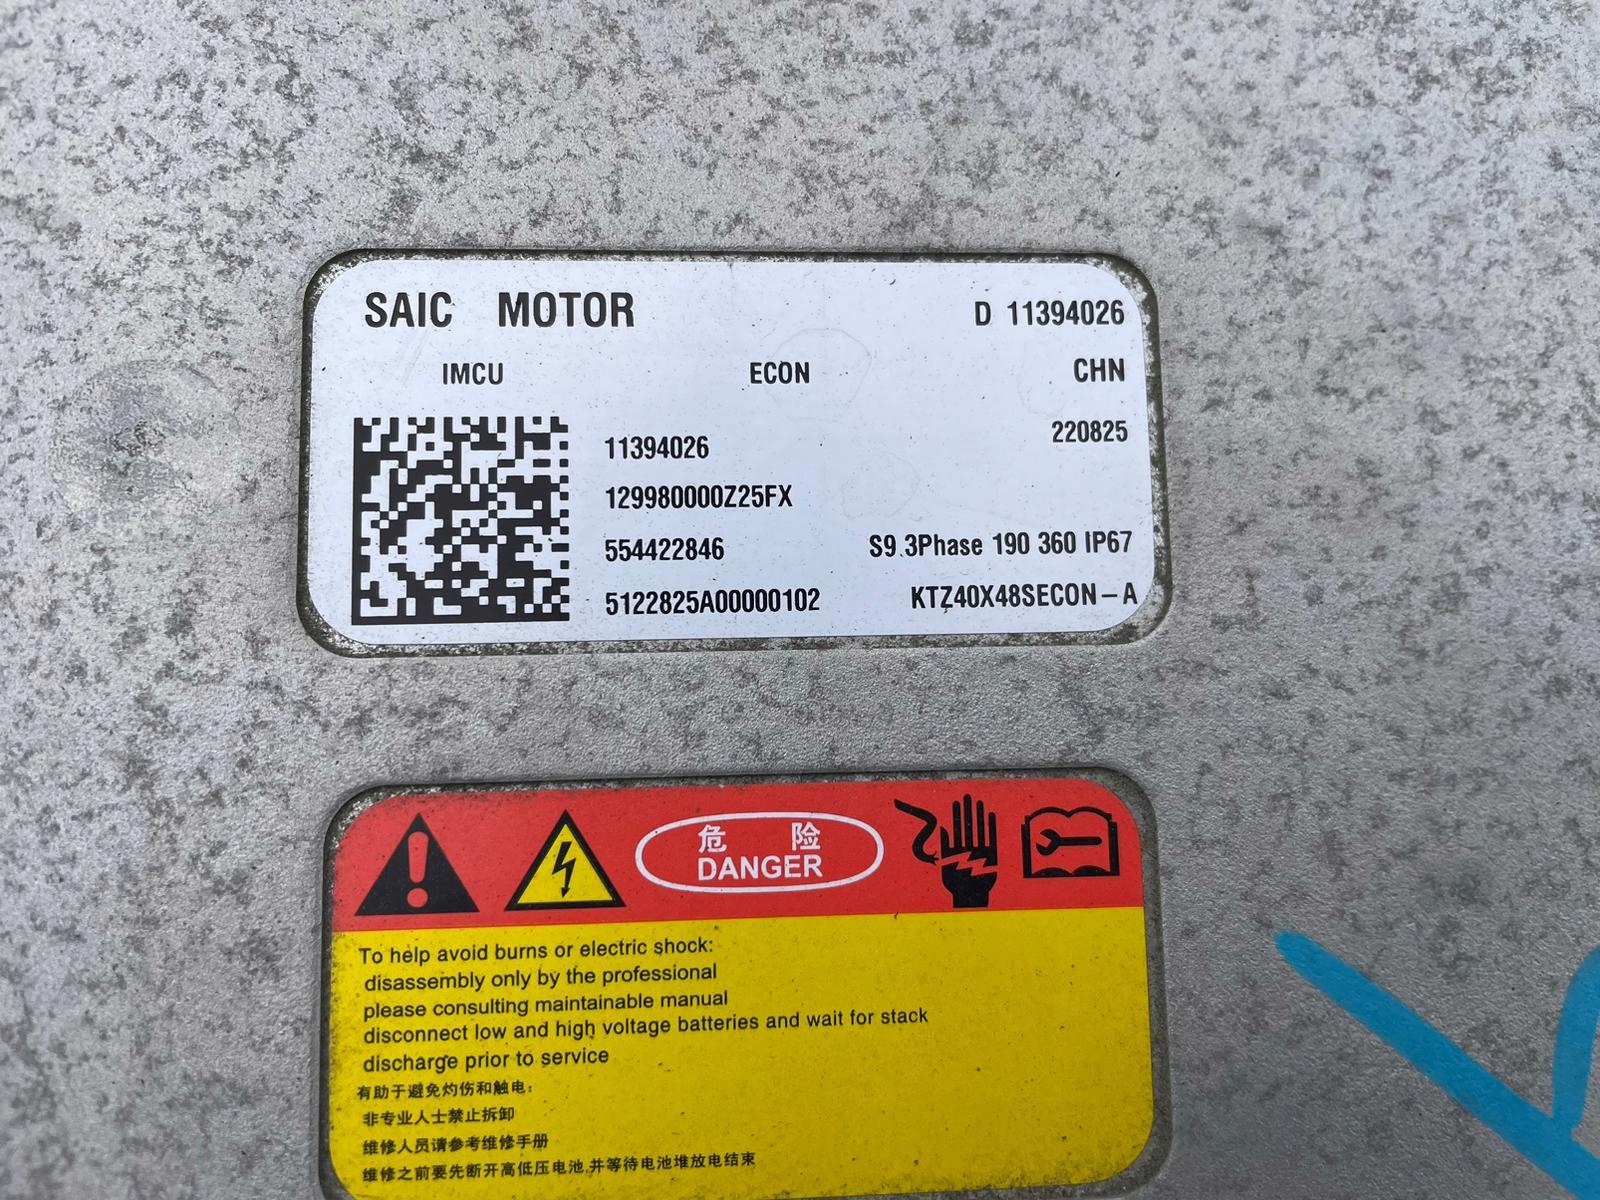 SAIC MOTOR D 11394026
IMCU ECON CHN
220825
11394026
129980000Z25FX
554422846 S9.3Phase 190 360 IP67
5122825A00000102 KTZ40X48SECON-A
危 险
DANGER
To help avoid burns or electric shock:
disassembly only by the professional
please consulting maintainable manual
disconnect low and high voltage batteries and wait for stack
discharge prior to service
有助于避免灼伤和触电:
非专业人士禁止拆卸
维修人员请参考维修手册
维修之前要先断开高低压电池,并等待电池堆放电结束